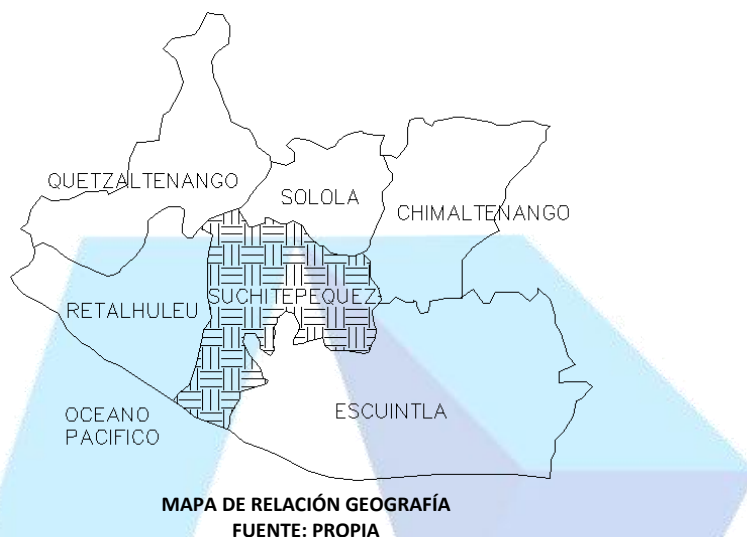 QUETZALTENANGO
SOLOLA
CHIMALTENANGO
SUCHITEPEQUEZ
RETALHULEU
OCEANO
PACIFICO
ESCUINTLA
MAPA DE RELACIÓN GEOGRAFÍA
FUENTE: PROPIA